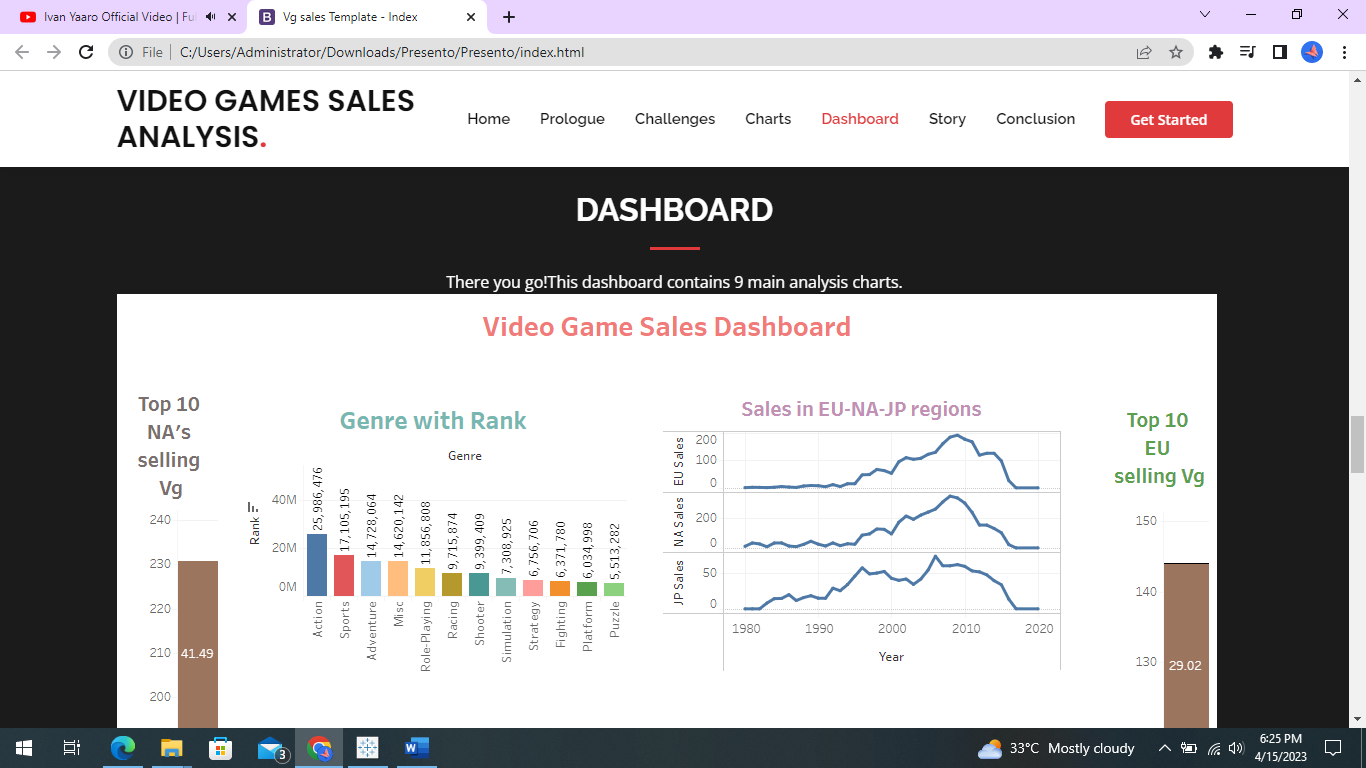 Ivan Yaaro Official Video | Fu
Vg sales Template - Index
File
C:/Users/Administrator/Downloads/Presento/Presento/index.html
VIDEO GAMES SALES
ANALYSIS.
Home
Prologue
Challenges
Charts
Dashboard
Story
Conclusion
Get Started
DASHBOARD
There you go!This dashboard contains 9 main analysis charts.
Video Game Sales Dashboard
Top 10
NA's
selling
Vg
240
230
220
210
200
41.49
Genre with Rank
Genre
Rank
40M
20M
0M
25,986,476
17,105,195
14,728,064
14,620,142
11,856,808
9,715,874
9,399,409
7,308,925
6,756,706
6,371,780
6,034,998
5,513,282
Action
Sports
Adventure
Misc
Role-Playing
Racing
Shooter
Simulation
Strategy
Fighting
Platform
Puzzle
Sales in EU-NA-JP regions
EU Sales
200
100
0
NA Sales
200
0
JP Sales
50
0
1980
1990
2000
2010
2020
Year
Top 10
EU
selling Vg
150
140
130
29.02
3
33°C Mostly cloudy
6:25 PM
4/15/2023